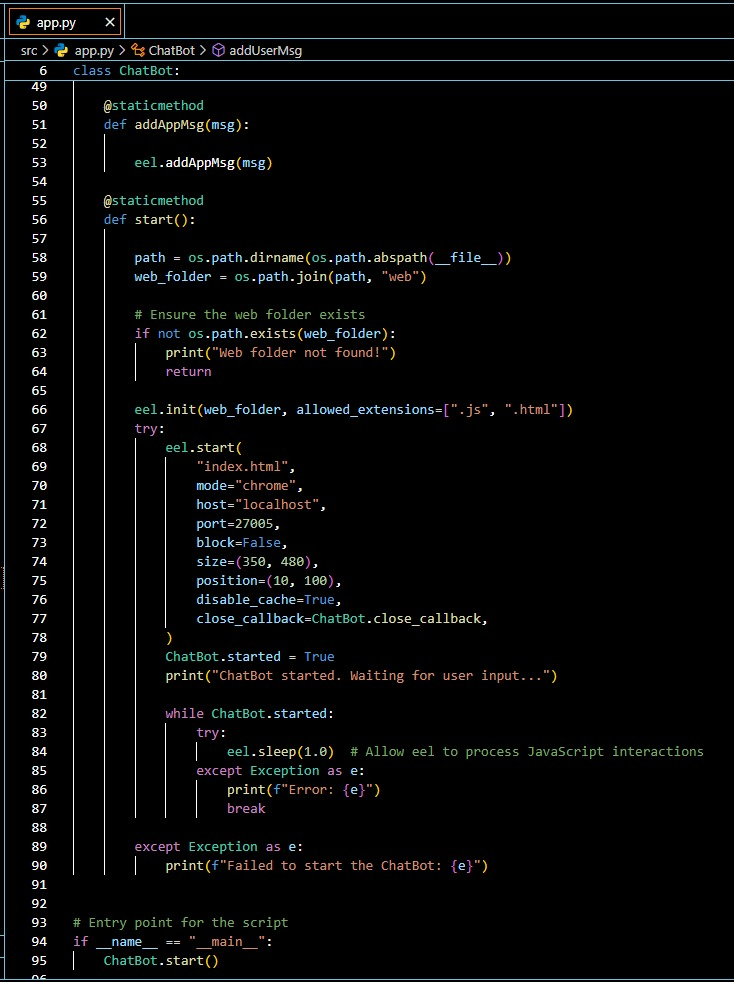 app.py
src > app.py > ChatBot > addUserMsg
6 class ChatBot:
49
50     @staticmethod
51     def addAppMsg(msg):
52
53         eel.addAppMsg(msg)
54
55     @staticmethod
56     def start():
57
58         path = os.path.dirname(os.path.abspath(__file__))
59         web_folder = os.path.join(path, "web")
60
61         # Ensure the web folder exists
62         if not os.path.exists(web_folder):
63             print("Web folder not found!")
64             return
65
66         eel.init(web_folder, allowed_extensions=[".js", ".html"])
67         try:
68             eel.start(
69                 "index.html",
70                 mode="chrome",
71                 host="localhost",
72                 port=27005,
73                 block=False,
74                 size=(350, 480),
75                 position=(10, 100),
76                 disable_cache=True,
77                 close_callback=ChatBot.close_callback,
78             )
79             ChatBot.started = True
80             print("ChatBot started. Waiting for user input...")
81
82             while ChatBot.started:
83                 try:
84                     eel.sleep(1.0)  # Allow eel to process JavaScript interactions
85                 except Exception as e:
86                     print(f"Error: {e}")
87                     break
88
89         except Exception as e:
90             print(f"Failed to start the ChatBot: {e}")
91
92
93 # Entry point for the script
94 if __name__ == "__main__":
95     ChatBot.start()
96